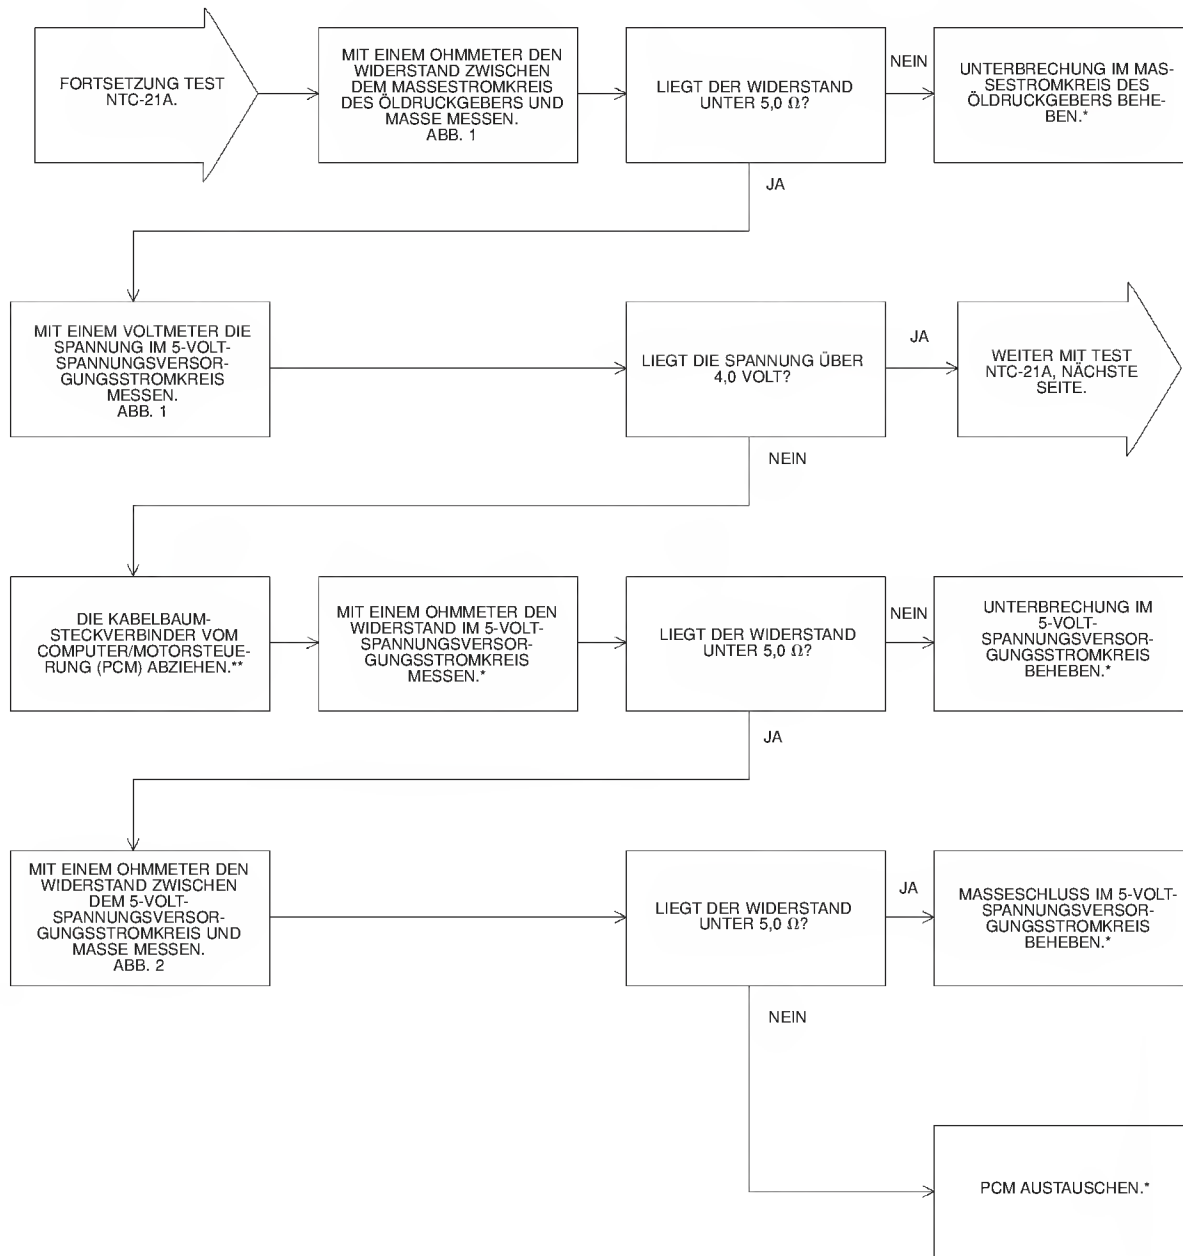 FORTSETZUNG TEST
NTC-21A.
MIT EINEM OHMMETER DEN
WIDERSTAND ZWISCHEN
DEM MASSESTROMKREIS
DES ÖLDRUCKGEBERS UND
MASSE MESSEN.
ABB. 1
LIEGT DER WIDERSTAND
UNTER 5,0 Ω?
NEIN
UNTERBRECHUNG IM MAS-
SESTROMKREIS DES
ÖLDRUCKGEBERS BEHE-
BEN.*
JA
MIT EINEM VOLTMETER DIE
SPANNUNG IM 5-VOLT-
SPANNUNGSVERSOR-
GUNGSSTROMKREIS
MESSEN.
ABB. 1
LIEGT DIE SPANNUNG ÜBER
4,0 VOLT?
JA
WEITER MIT TEST
NTC-21A, NÄCHSTE
SEITE.
NEIN
DIE KABELBAUM-
STECKVERBINDER VOM
COMPUTER/MOTORSTEUE-
RUNG (PCM) ABZIEHEN.**
MIT EINEM OHMMETER DEN
WIDERSTAND IM 5-VOLT-
SPANNUNGSVERSOR-
GUNGSSTROMKREIS
MESSEN.*
LIEGT DER WIDERSTAND
UNTER 5,0 Ω?
NEIN
UNTERBRECHUNG IM
5-VOLT-
SPANNUNGSVERSOR-
GUNGSSTROMKREIS
BEHEBEN.*
JA
MIT EINEM OHMMETER DEN
WIDERSTAND ZWISCHEN
DEM 5-VOLT-
SPANNUNGSVERSOR-
GUNGSSTROMKREIS UND
MASSE MESSEN.
ABB. 2
LIEGT DER WIDERSTAND
UNTER 5,0 Ω?
JA
MASSESCHLUSS IM 5-VOLT-
SPANNUNGSVERSOR-
GUNGSSTROMKREIS
BEHEBEN.*
NEIN
PCM AUSTAUSCHEN.*